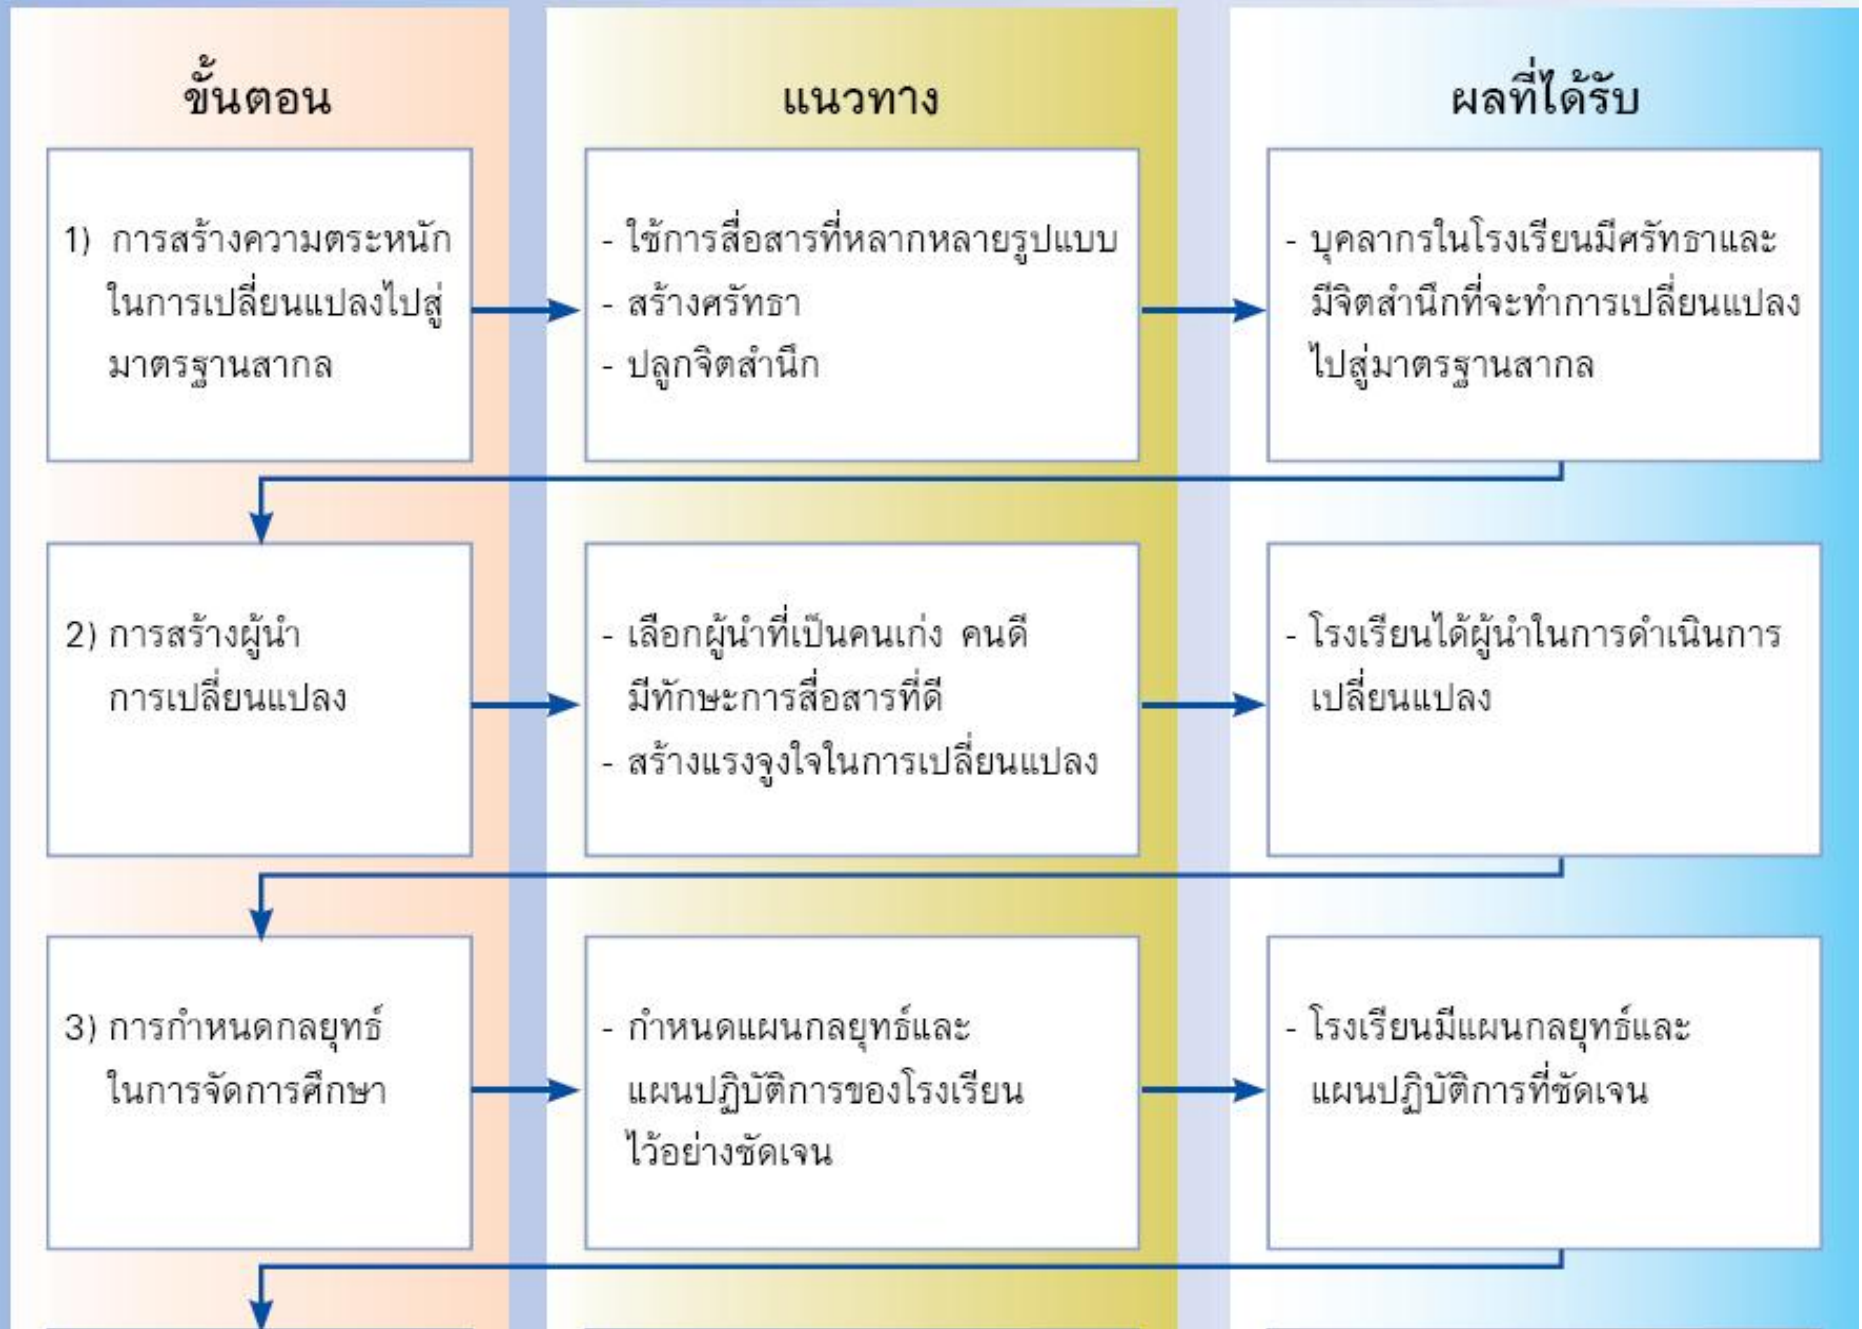 ขั้นตอน
แนวทาง
ผลที่ได้รับ
1) การสร้างความตระหนัก
ในการเปลี่ยนแปลงไปสู่
มาตรฐานสากล
- ใช้การสื่อสารที่หลากหลายรูปแบบ
- สร้างศรัทธา
- ปลูกจิตสำนึก
- บุคลากรในโรงเรียนมีศรัทธาและ
มีจิตสำนึกที่จะทำการเปลี่ยนแปลง
ไปสู่มาตรฐานสากล
2) การสร้างผู้นำ
การเปลี่ยนแปลง
- เลือกผู้นำที่เป็นคนเก่ง คนดี
มีทักษะการสื่อสารที่ดี
- สร้างแรงจูงใจในการเปลี่ยนแปลง
- โรงเรียนได้ผู้นำในการดำเนินการ
เปลี่ยนแปลง
3) การกำหนดกลยุทธ์
ในการจัดการศึกษา
- กำหนดแผนกลยุทธ์และ
แผนปฏิบัติการของโรงเรียน
ไว้อย่างชัดเจน
- โรงเรียนมีแผนกลยุทธ์และ
แผนปฏิบัติการที่ชัดเจน